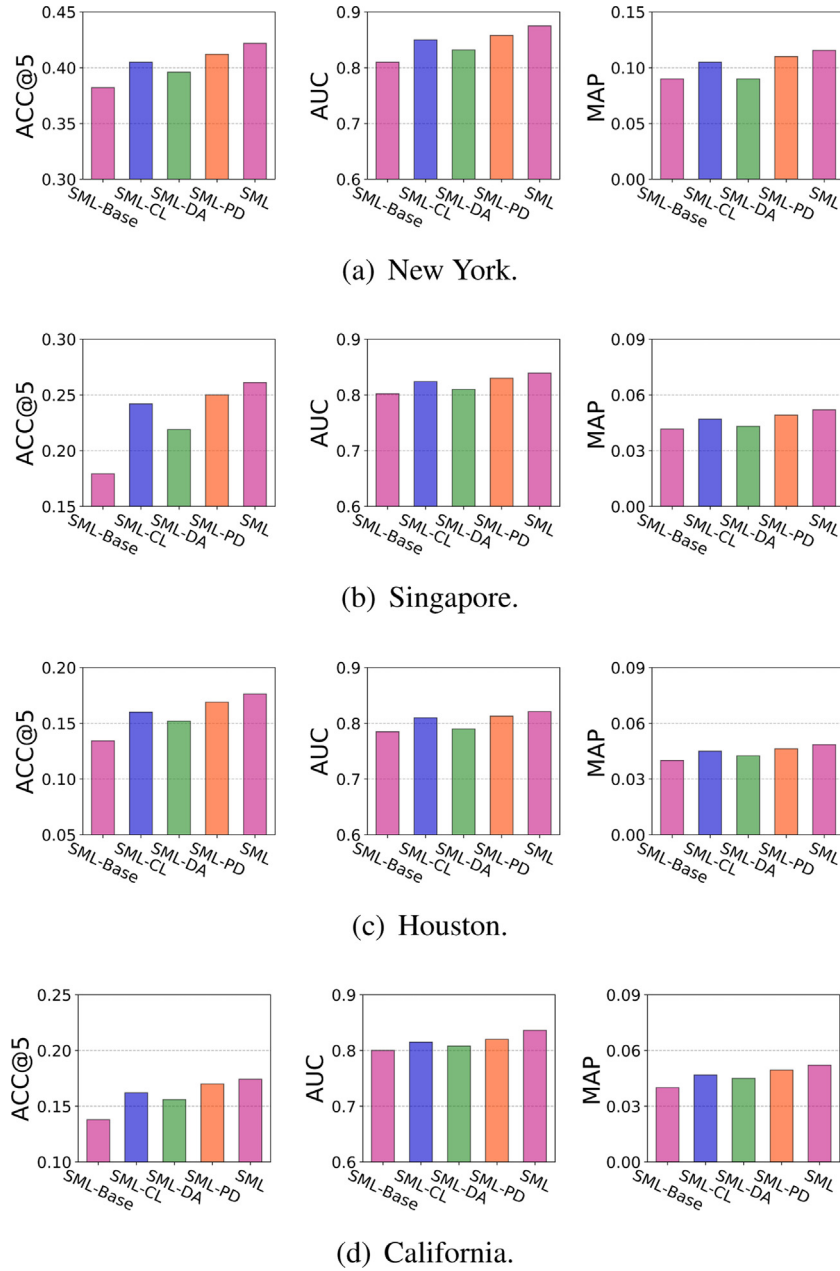 0.45
0.40
0.35
0.30
ACC@5
SML-Base
SML-CL
SML-DA
SML-PD
SML
0.9
0.8
0.7
0.6
AUC
SML-Base
SML-CL
SML-DA
SML-PD
SML
0.15
0.10
0.05
0.00
MAP
SML-Base
SML-CL
SML-DA
SML-PD
SML
(a) New York.
0.30
0.25
0.20
0.15
ACC@5
SML-Base
SML-CL
SML-DA
SML-PD
SML
0.9
0.8
0.7
0.6
AUC
SML-Base
SML-CL
SML-DA
SML-PD
SML
0.09
0.06
0.03
0.00
MAP
SML-Base
SML-CL
SML-DA
SML-PD
SML
(b) Singapore.
0.20
0.15
0.10
0.05
ACC@5
SML-Base
SML-CL
SML-DA
SML-PD
SML
0.9
0.8
0.7
0.6
AUC
SML-Base
SML-CL
SML-DA
SML-PD
SML
0.09
0.06
0.03
0.00
MAP
SML-Base
SML-CL
SML-DA
SML-PD
SML
(c) Houston.
0.25
0.20
0.15
0.10
ACC@5
SML-Base
SML-CL
SML-DA
SML-PD
SML
0.9
0.8
0.7
0.6
AUC
SML-Base
SML-CL
SML-DA
SML-PD
SML
0.09
0.06
0.03
0.00
MAP
SML-Base
SML-CL
SML-DA
SML-PD
SML
(d) California.